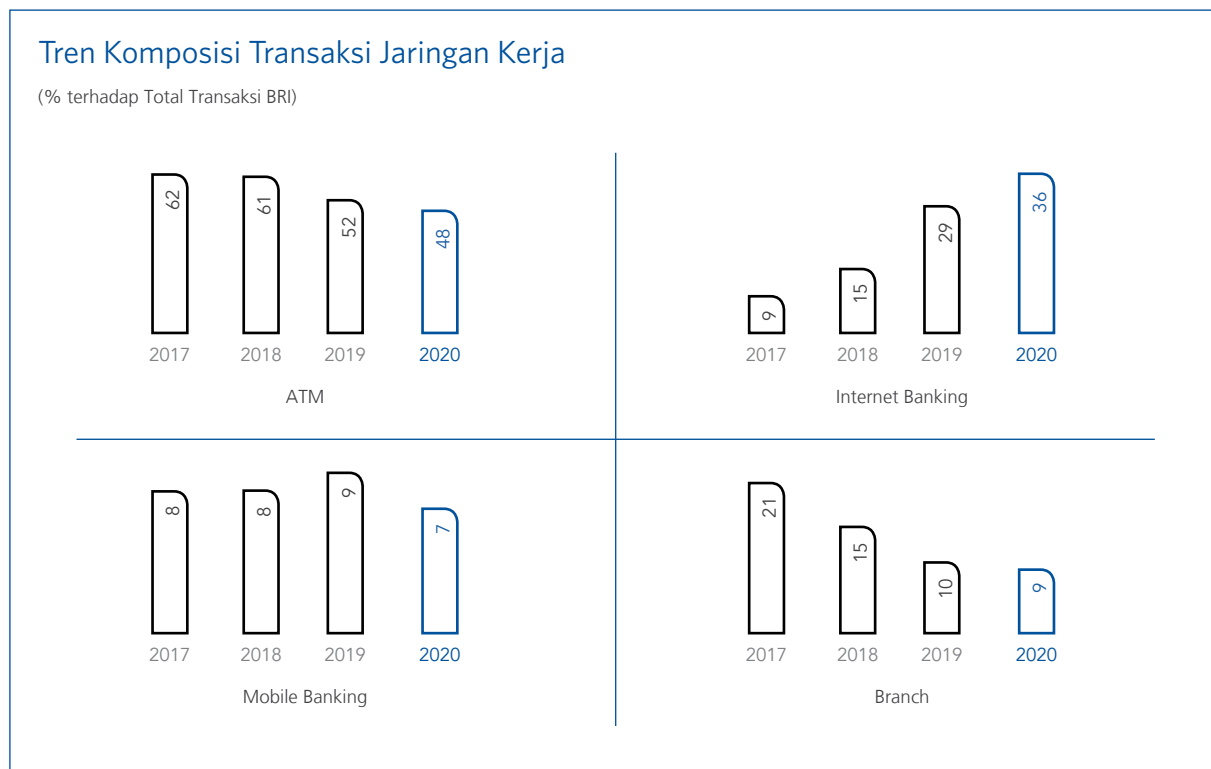 Tren Komposisi Transaksi Jaringan Kerja
(% terhadap Total Transaksi BRI)
62 61 52 48
2017 2018 2019 2020
ATM
9 15 29 36
2017 2018 2019 2020
Internet Banking
8 8 9 7
2017 2018 2019 2020
Mobile Banking
21 15 10 9
2017 2018 2019 2020
Branch